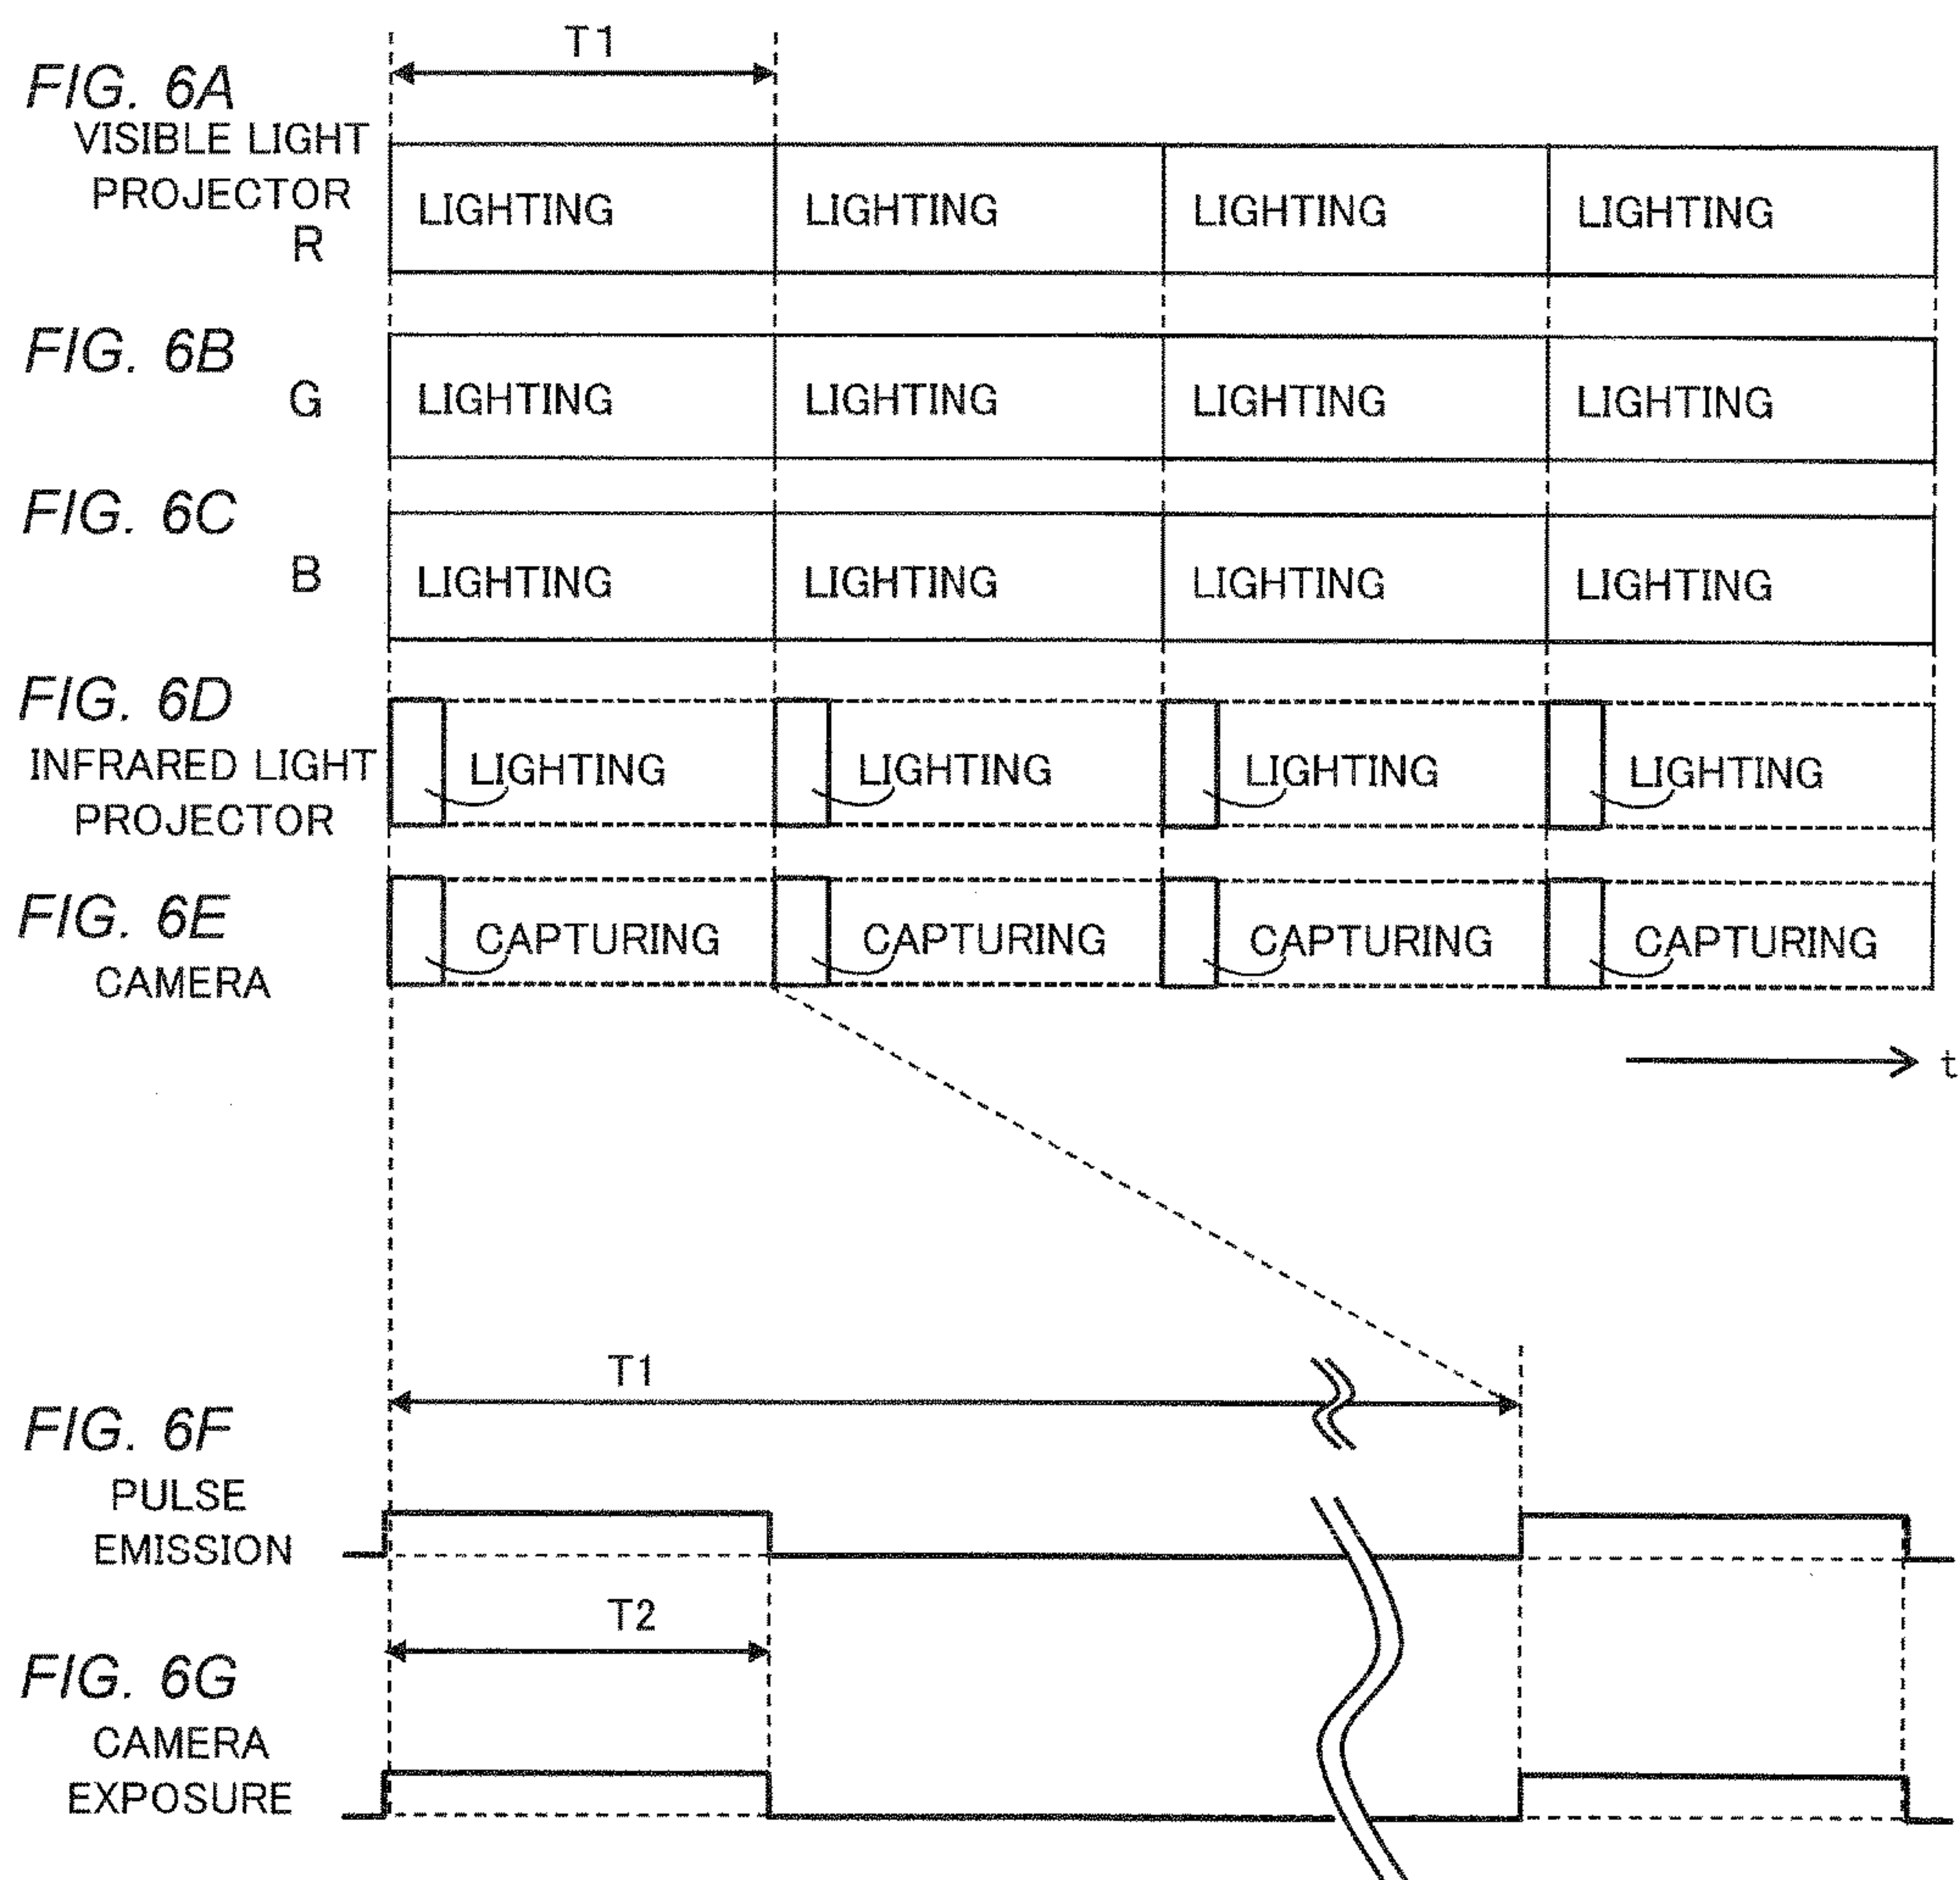 T1
FIG. 6A
VISIBLE LIGHT
PROJECTOR
R
LIGHTING LIGHTING LIGHTING LIGHTING
FIG. 6B
G
LIGHTING LIGHTING LIGHTING LIGHTING
FIG. 6C
B
LIGHTING LIGHTING LIGHTING LIGHTING
FIG. 6D
INFRARED LIGHT
PROJECTOR
LIGHTING LIGHTING LIGHTING LIGHTING
FIG. 6E
CAMERA
CAPTURING CAPTURING CAPTURING CAPTURING
t
T1
FIG. 6F
PULSE
EMISSION
T2
FIG. 6G
CAMERA
EXPOSURE